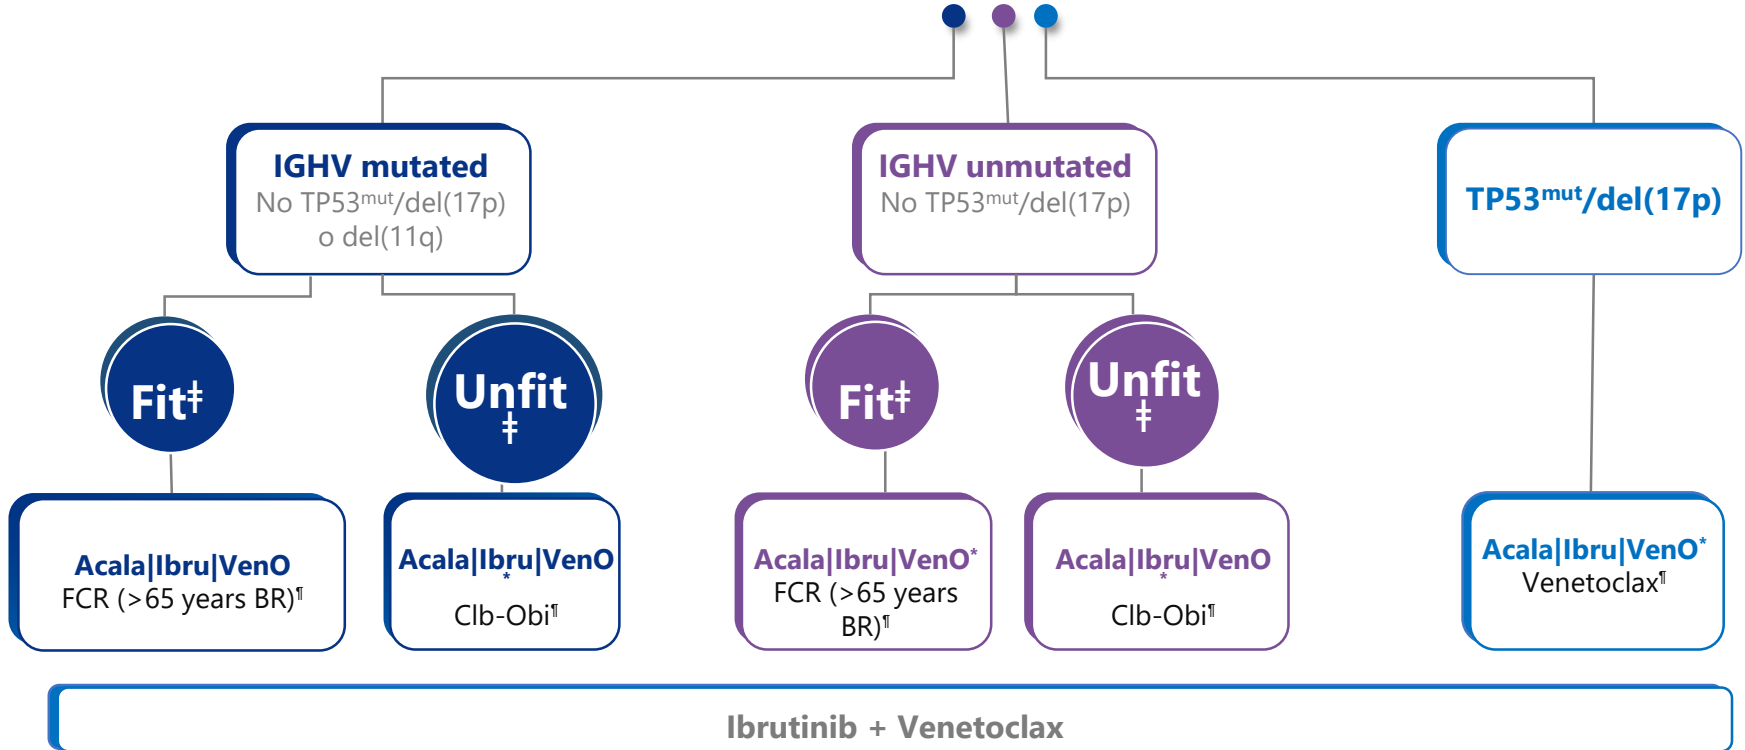 IGHV mutated
No TP53ᵐᵘᵗ/del(17p)
o del(11q)
IGHV unmutated
No TP53ᵐᵘᵗ/del(17p)
TP53ᵐᵘᵗ/del(17p)
Fit‡
Unfit
‡
Fit‡
Unfit
‡
Acala|Ibru|VenO
FCR (>65 years BR)¶
Acala|Ibru|VenO
*
Clb-Obi¶
Acala|Ibru|VenO*
FCR (>65 years
BR)¶
Acala|Ibru|VenO
*
Clb-Obi¶
Acala|Ibru|VenO*
Venetoclax¶
Ibrutinib + Venetoclax